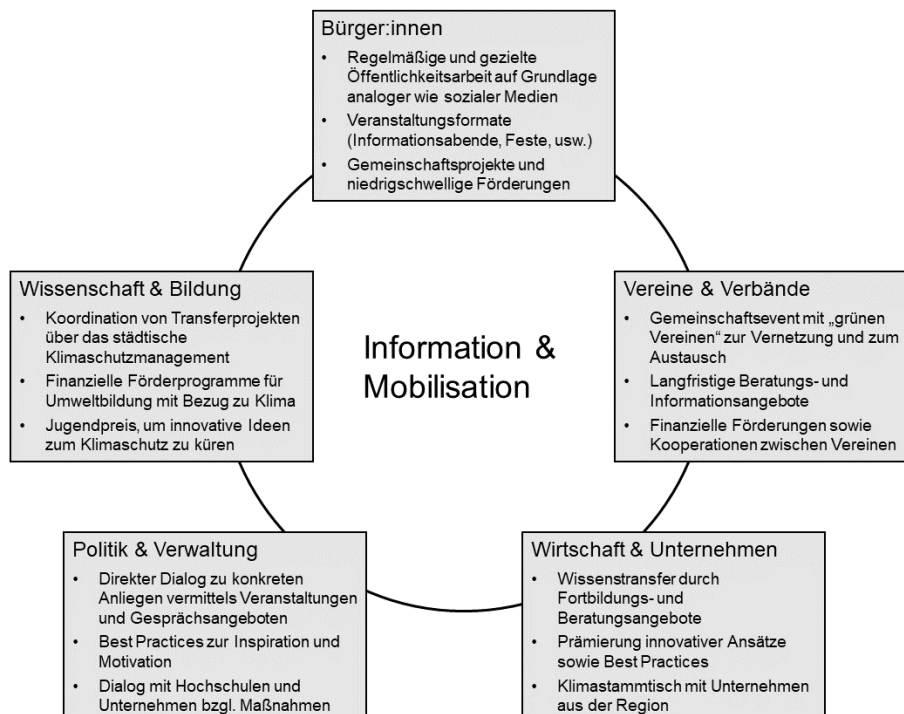 Bürger:innen
• Regelmäßige und gezielte
Öffentlichkeitsarbeit auf Grundlage
analoger wie sozialer Medien
• Veranstaltungsformate
(Informationsabende, Feste, usw.)
• Gemeinschaftsprojekte und
niedrigschwellige Förderungen
Wissenschaft & Bildung
• Koordination von Transferprojekten
über das städtische
Klimaschutzmanagement
• Finanzielle Förderprogramme für
Umweltbildung mit Bezug zu Klima
• Jugendpreis, um innovative Ideen
zum Klimaschutz zu küren
Information &
Mobilisation
Vereine & Verbände
• Gemeinschaftsevent mit „grünen
Vereinen“ zur Vernetzung und zum
Austausch
• Langfristige Beratungs- und
Informationsangebote
• Finanzielle Förderungen sowie
Kooperationen zwischen Vereinen
Politik & Verwaltung
• Direkter Dialog zu konkreten
Anliegen vermittels Veranstaltungen
und Gesprächsangeboten
• Best Practices zur Inspiration und
Motivation
• Dialog mit Hochschulen und
Unternehmen bzgl. Maßnahmen
Wirtschaft & Unternehmen
• Wissenstransfer durch
Fortbildungs- und
Beratungsangebote
• Prämierung innovativer Ansätze
sowie Best Practices
• Klimastammtisch mit Unternehmen
aus der Region